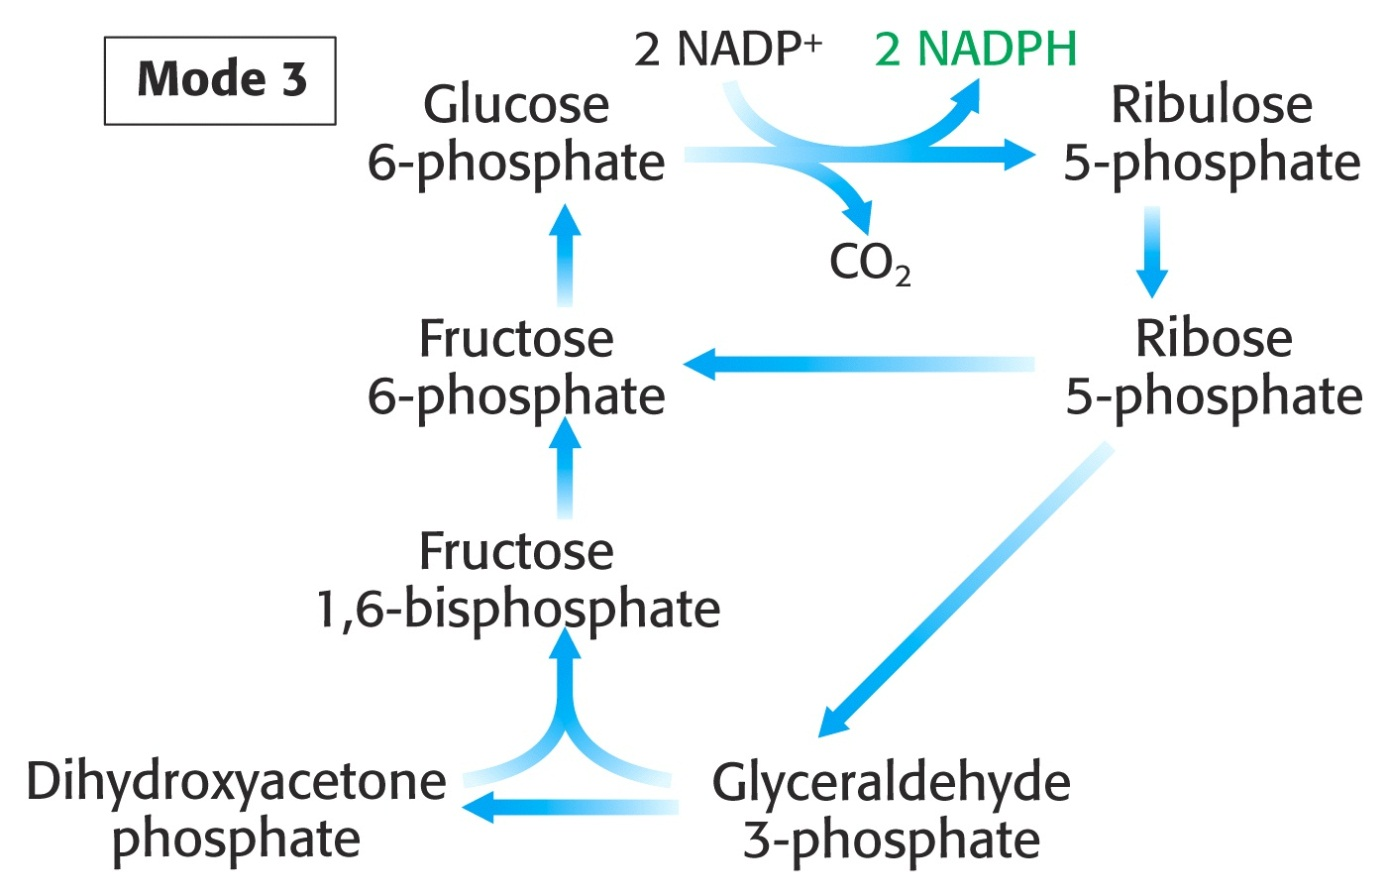 Mode 3
2 NADP+
2 NADPH
Glucose
6-phosphate
Ribulose
5-phosphate
CO₂
Fructose
6-phosphate
Ribose
5-phosphate
Fructose
1,6-bisphosphate
Dihydroxyacetone
phosphate
Glyceraldehyde
3-phosphate